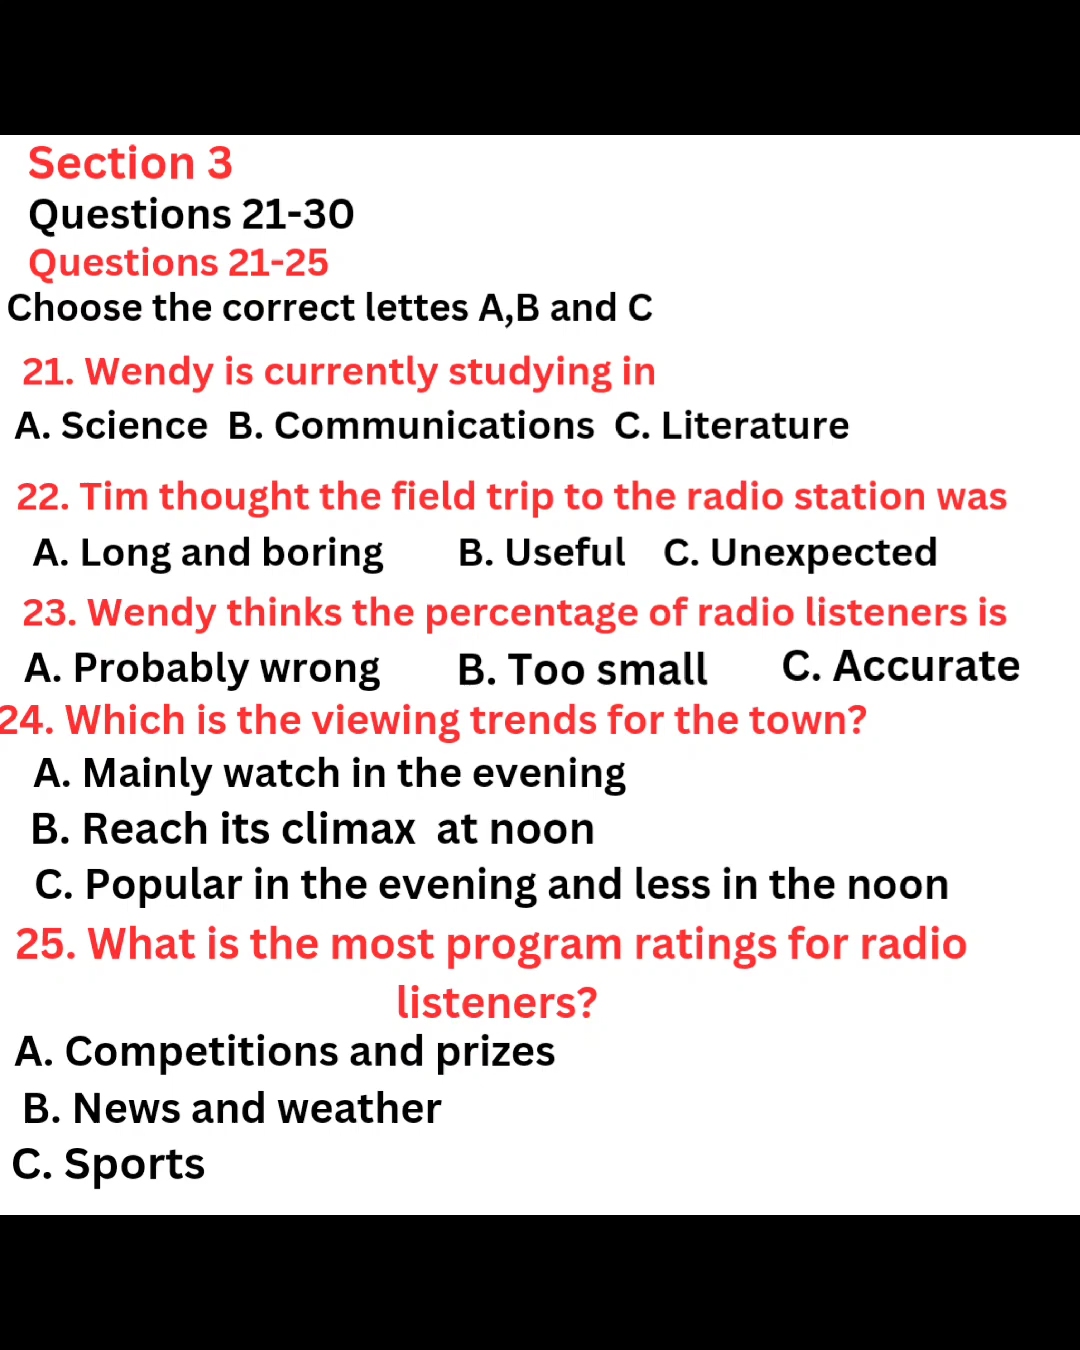 Section 3
Questions 21-30
Questions 21-25
Choose the correct lettes A,B and C
21. Wendy is currently studying in
A. Science B. Communications C. Literature
22. Tim thought the field trip to the radio station was
A. Long and boring B. Useful C. Unexpected
23. Wendy thinks the percentage of radio listeners is
A. Probably wrong B. Too small C. Accurate
24. Which is the viewing trends for the town?
A. Mainly watch in the evening
B. Reach its climax at noon
C. Popular in the evening and less in the noon
25. What is the most program ratings for radio
listeners?
A. Competitions and prizes
B. News and weather
C. Sports